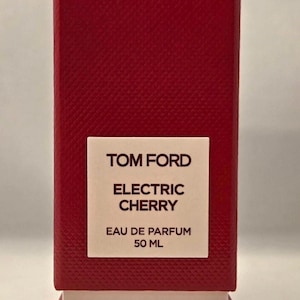 TOM FORD
ELECTRIC
CHERRY
EAU DE PARFUM
50 ML